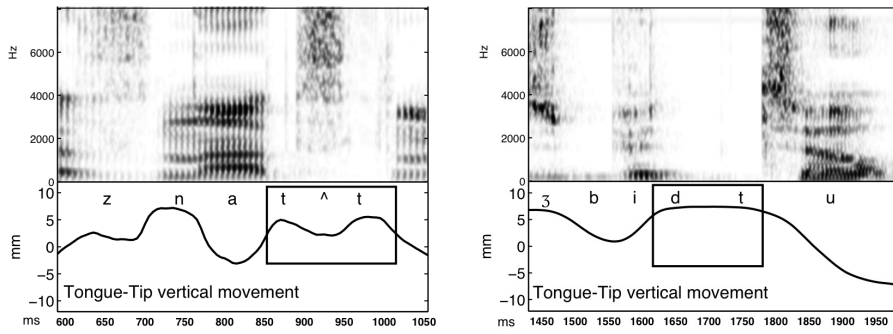 8000
6000
4000
2000
0
Hz
z n a t ^ t
10
5
0
−5
−10
mm
Tongue-Tip vertical movement
ms 600 650 700 750 800 850 900 950 1000 1050
8000
6000
4000
2000
0
Hz
ʒ b i d t u
10
5
0
−5
−10
mm
Tongue-Tip vertical movement
ms 1450 1500 1550 1600 1650 1700 1750 1800 1850 1900 1950